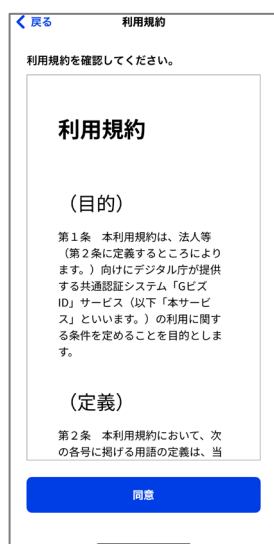 戻る
利用規約
利用規約を確認してください。
利用規約
（目的）
第１条　本利用規約は、法人等
（第２条に定義するところにより
ます。）向けにデジタル庁が提供
する共通認証システム「Gビズ
ID」サービス（以下「本サービ
ス」といいます。）の利用に関す
る条件を定めることを目的としま
す。
（定義）
第２条　本利用規約において、次
の各号に掲げる用語の定義は、当
同意